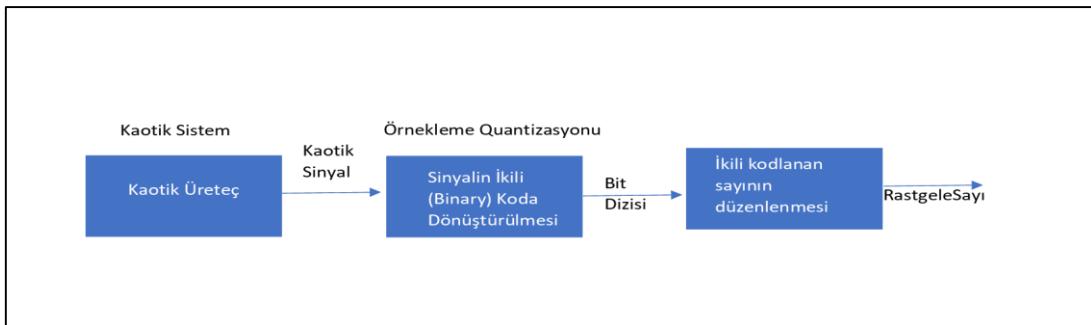 Kaotik Sistem
Kaotik Üreteç
Kaotik
Sinyal
Örnekleme Quantizasyonu
Sinyalin İkili
(Binary) Koda
Dönüştürülmesi
Bit
Dizisi
İkili kodlanan
sayının
düzenlenmesi
RastgeleSayı